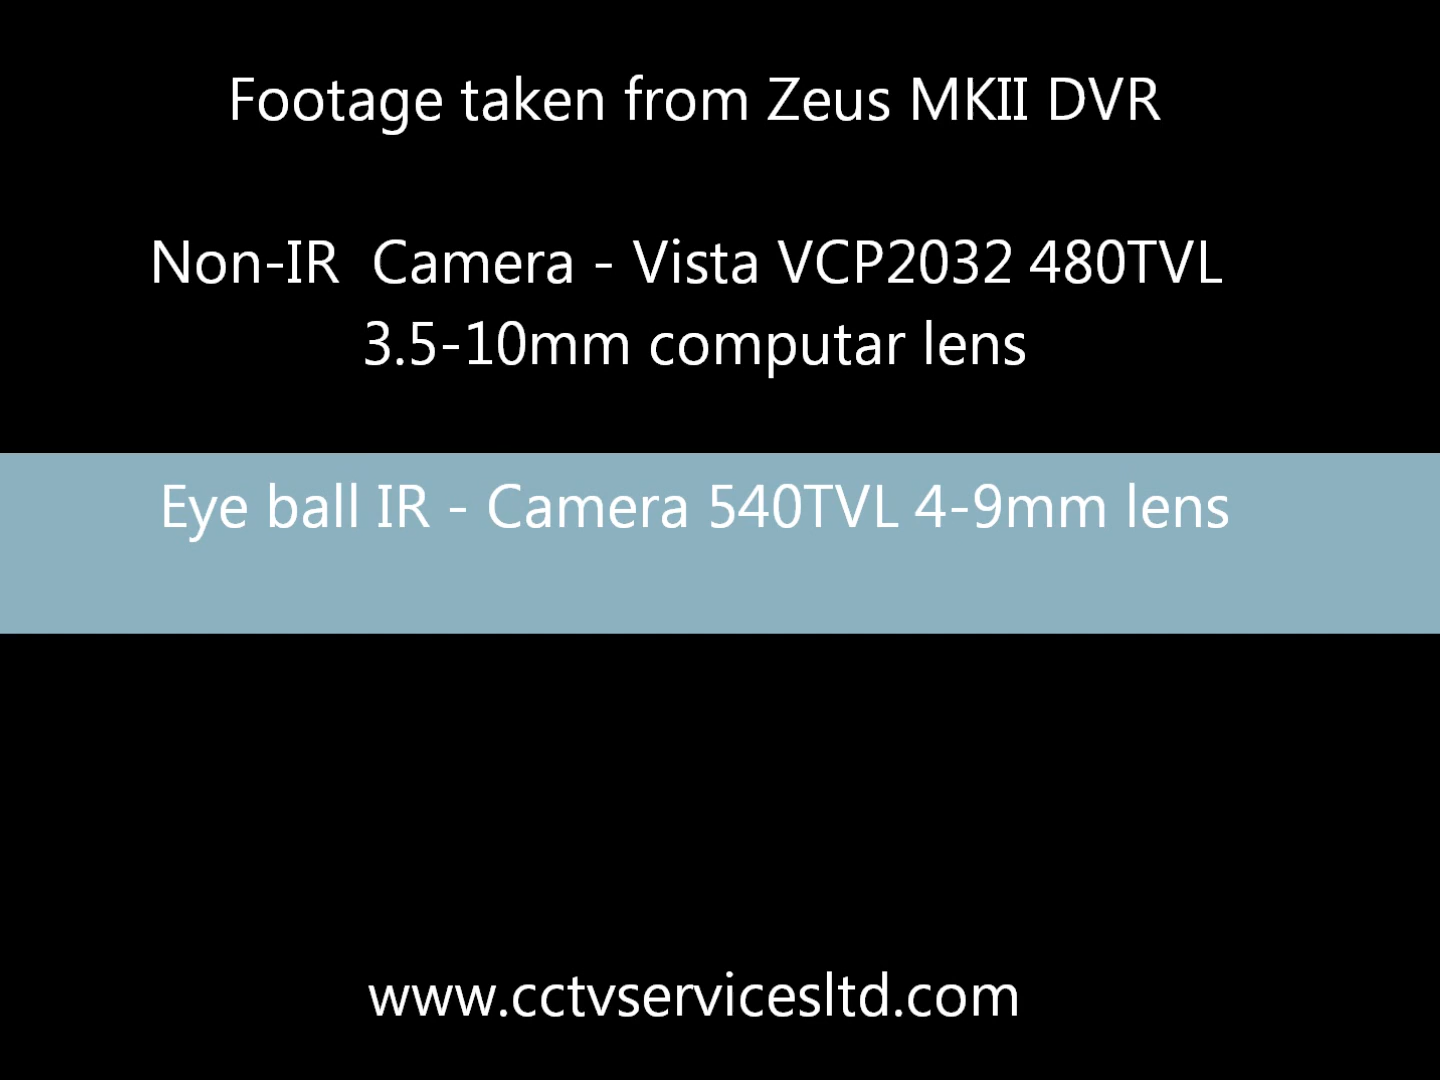 Footage taken from Zeus MKII DVR
Non-IR  Camera - Vista VCP2032 480TVL
3.5-10mm computar lens
Eye ball IR - Camera 540TVL 4-9mm lens
www.cctvservicesltd.com